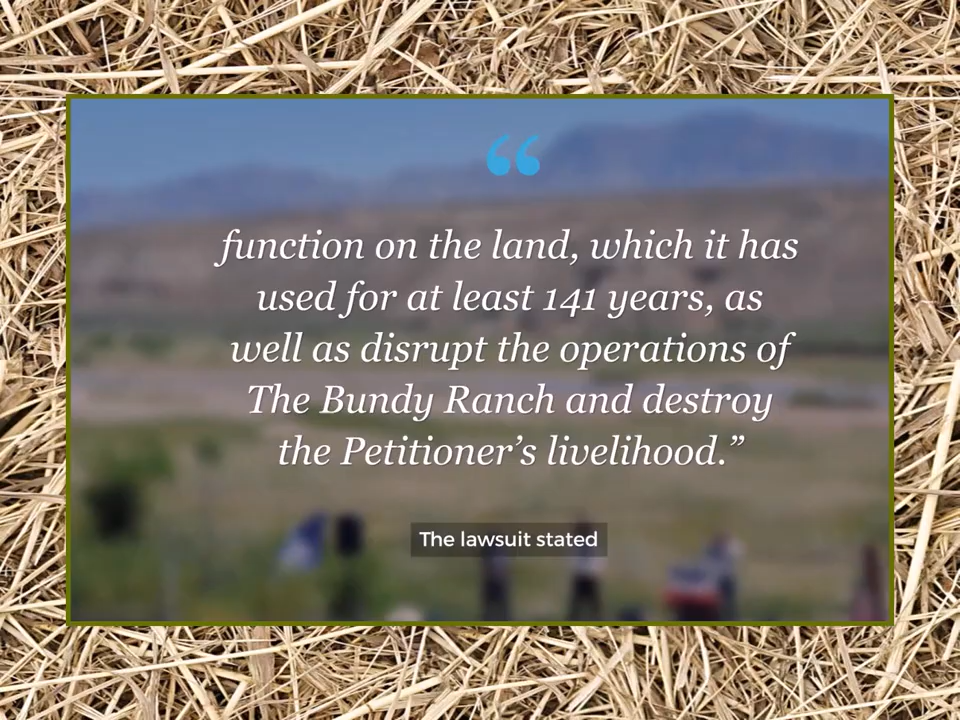 “
function on the land, which it has
used for at least 141 years, as
well as disrupt the operations of
The Bundy Ranch and destroy
the Petitioner’s livelihood.”
The lawsuit stated